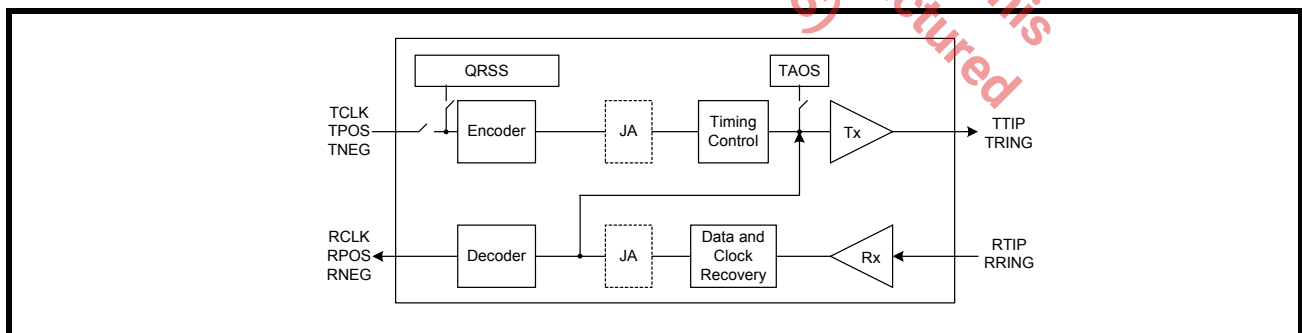 this
s)
ctured
QRSS
TAOS
TCLK
TPOS
TNEG
Encoder
JA
Timing
Control
Tx
TTIP
TRING
RCLK
RPOS
RNEG
Decoder
JA
Data and
Clock
Recovery
Rx
RTIP
RRING